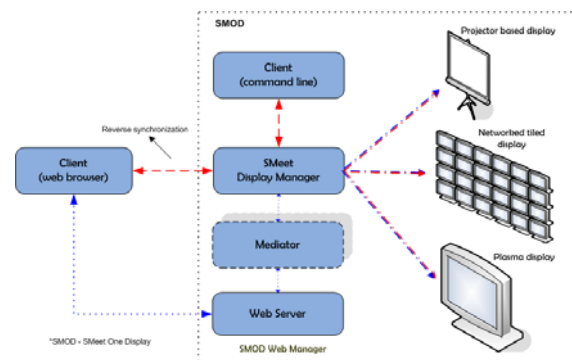 SMOD
Projector based display
Client
(command line)
Reverse synchronization
Networked tiled
display
Client
(web browser)
SMeet
Display Manager
Mediator
Plasma display
Web Server
*SMOD - SMeet One Display
SMOD Web Manager